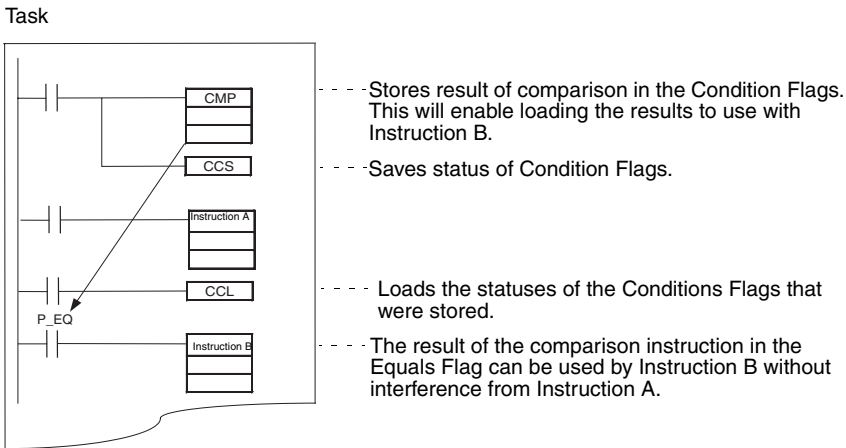 Task
CMP
Stores result of comparison in the Condition Flags.
This will enable loading the results to use with
Instruction B.
CCS
Saves status of Condition Flags.
Instruction A
CCL
Loads the statuses of the Conditions Flags that
were stored.
P_EQ
Instruction B
The result of the comparison instruction in the
Equals Flag can be used by Instruction B without
interference from Instruction A.